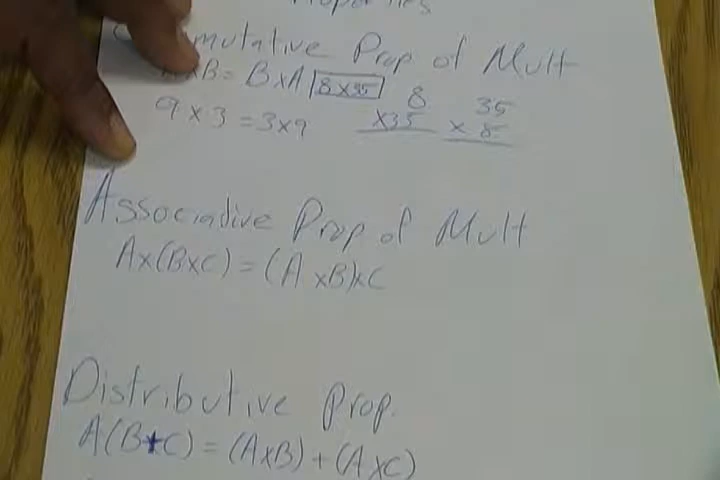 Properties
mutative Prop of Mult
B = B x A 8 x 35
9 x 3 = 3 x 9
8
x 35
35
x 8
Associative Prop of Mult
A x (B x C) = (A x B) x C
Distributive Prop.
A(B + C) = (A x B) + (A x C)